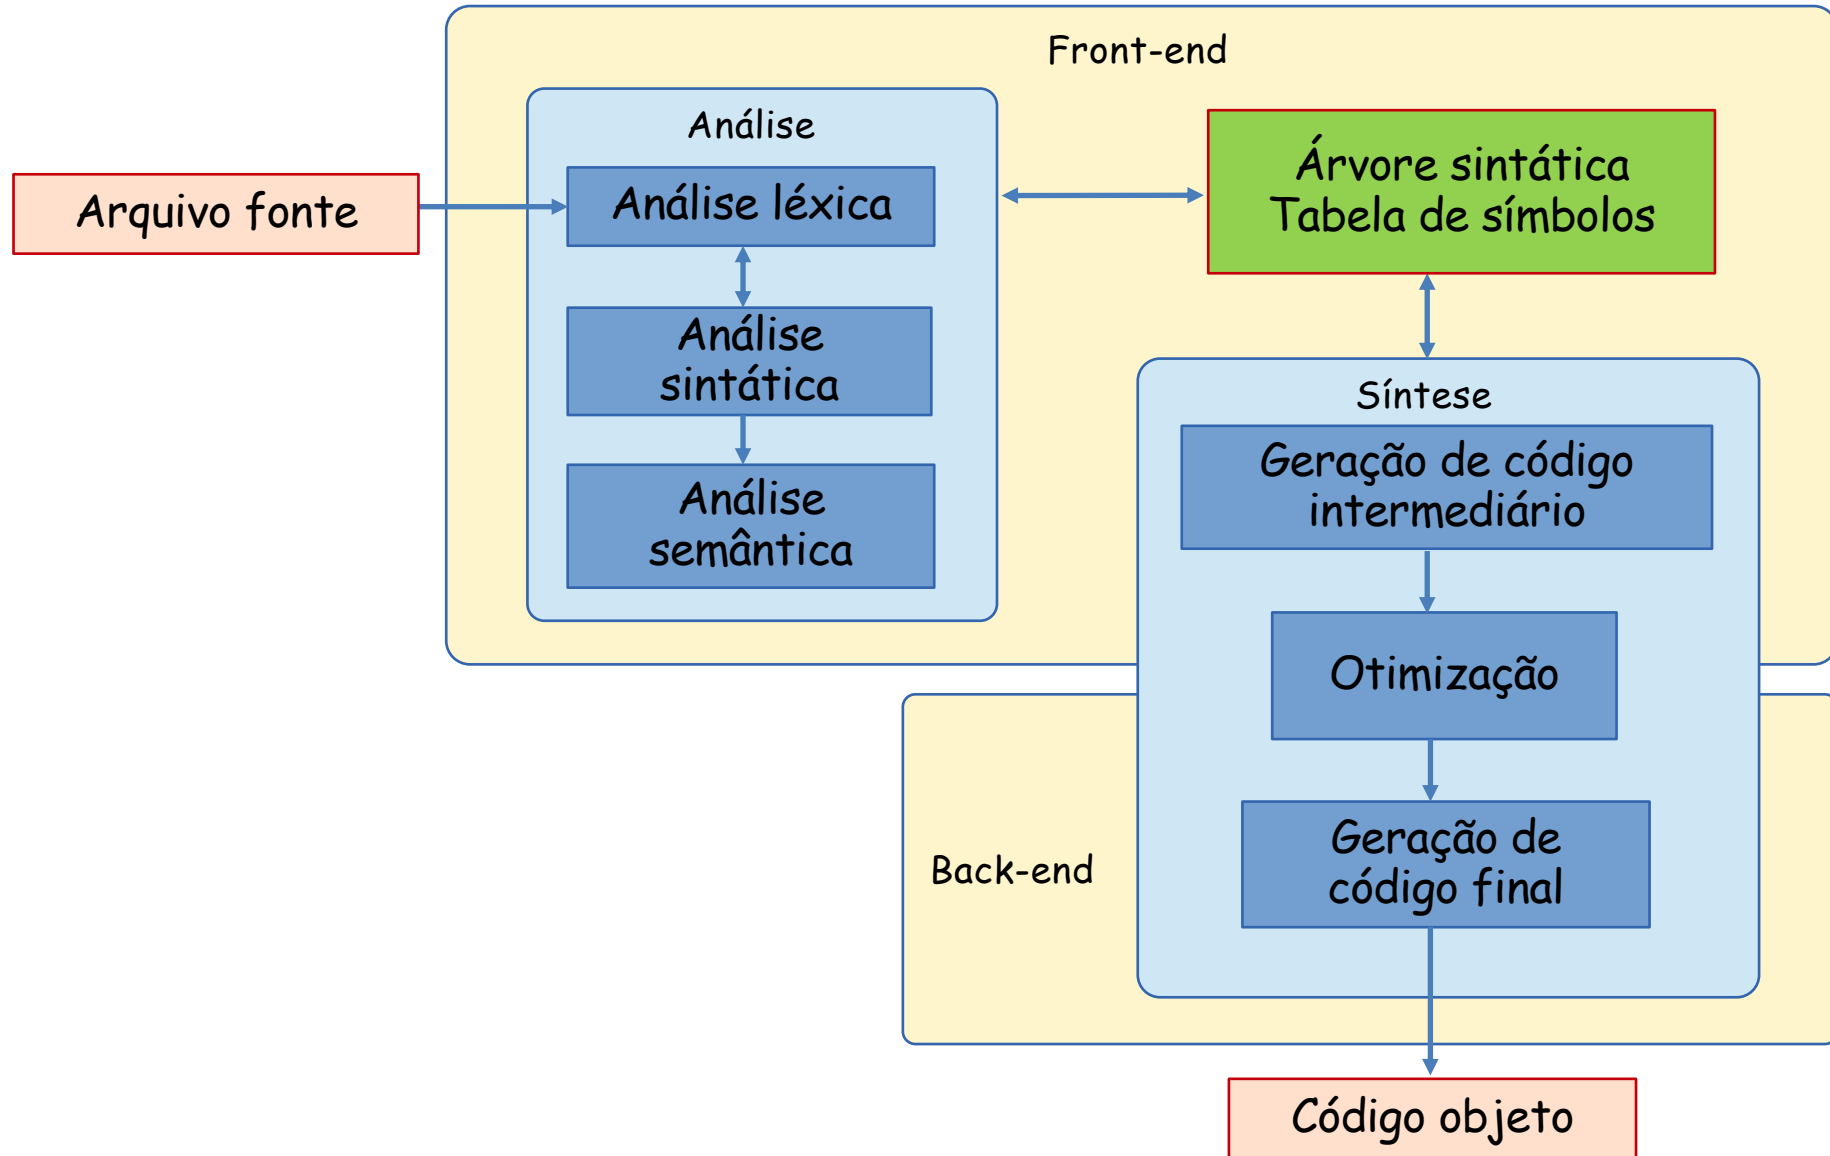 Front-end
Análise
Arquivo fonte
Análise léxica
Análise
sintática
Análise
semântica
Árvore sintática
Tabela de símbolos
Síntese
Geração de código
intermediário
Otimização
Back-end
Geração de
código final
Código objeto